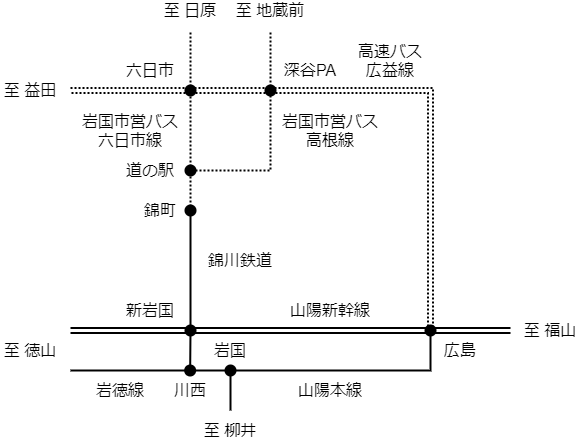 至 日原
至 地蔵前
高速バス
広益線
六日市
深谷PA
至 益田
岩国市営バス
六日市線
岩国市営バス
高根線
道の駅
錦町
錦川鉄道
新岩国
山陽新幹線
至 福山
至 徳山
岩国
広島
岩徳線
川西
山陽本線
至 柳井